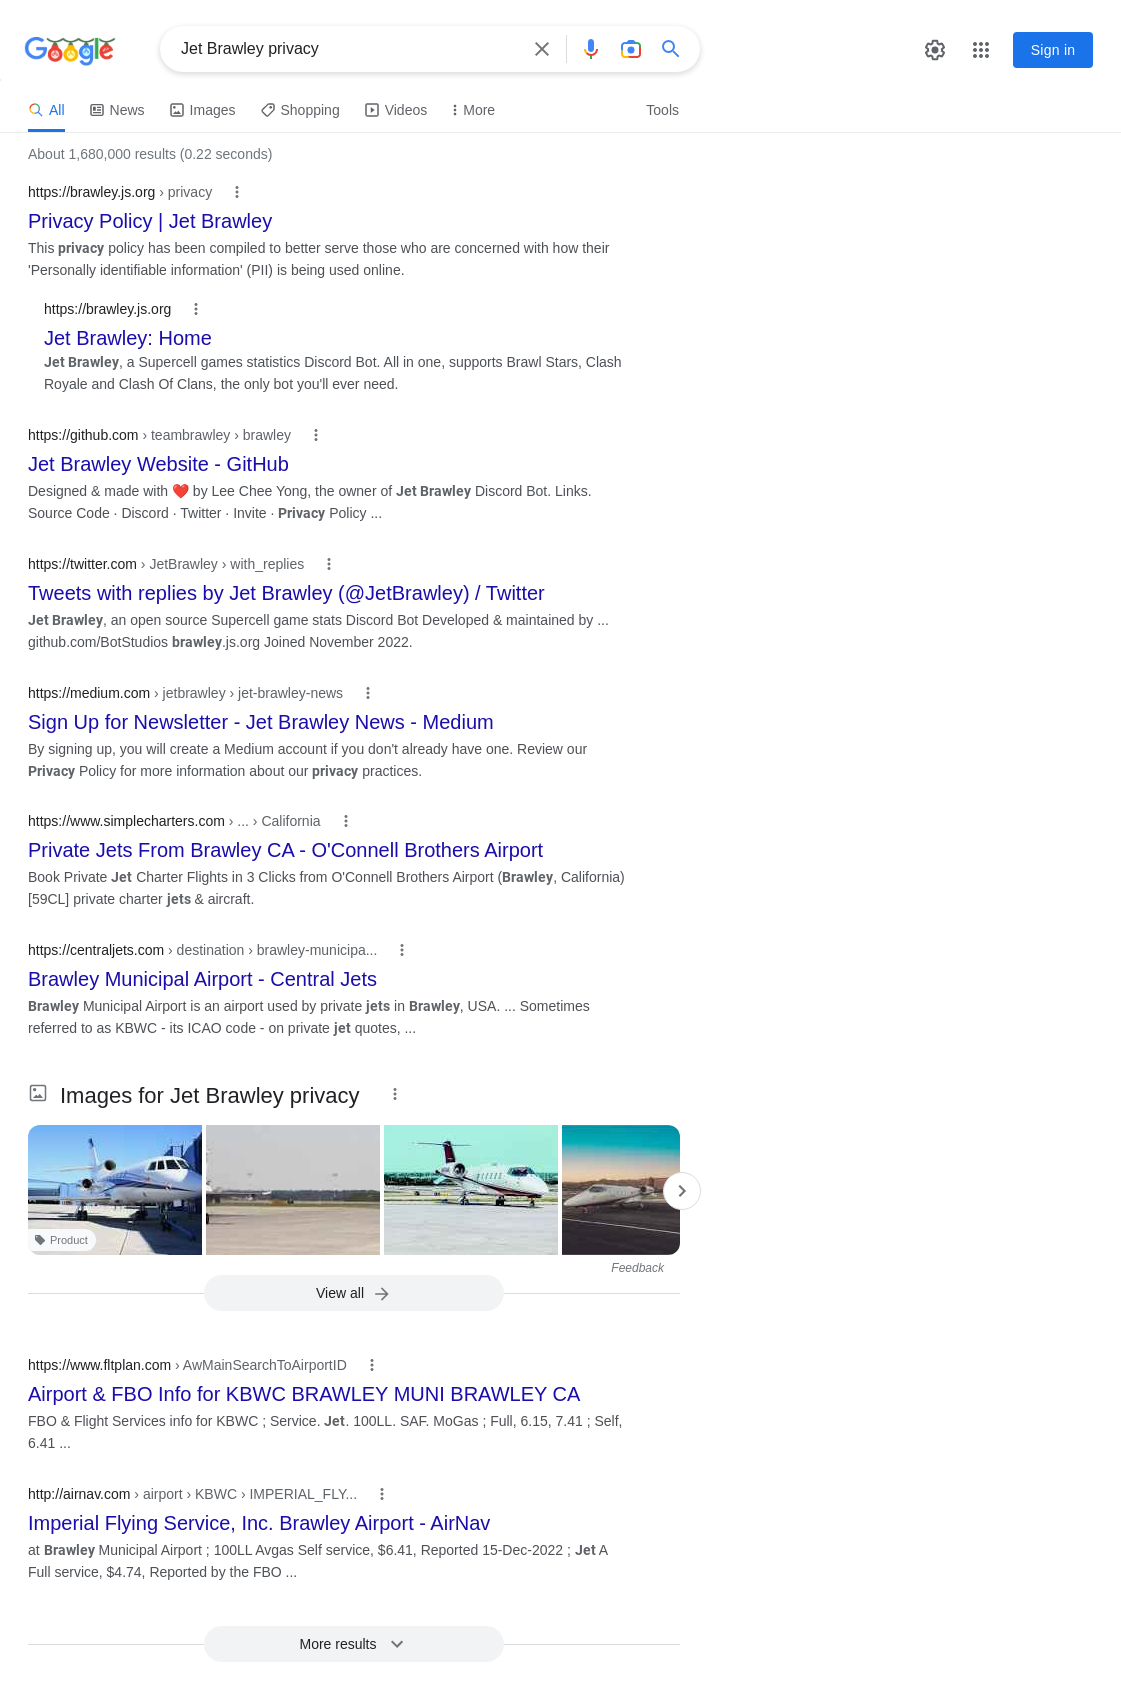 Google
Jet Brawley privacy
Sign in
All
News
Images
Shopping
Videos
More
Tools
About 1,680,000 results (0.22 seconds)
https://brawley.js.org › privacy
Privacy Policy | Jet Brawley
This privacy policy has been compiled to better serve those who are concerned with how their
'Personally identifiable information' (PII) is being used online.
https://brawley.js.org
Jet Brawley: Home
Jet Brawley, a Supercell games statistics Discord Bot. All in one, supports Brawl Stars, Clash
Royale and Clash Of Clans, the only bot you'll ever need.
https://github.com › teambrawley › brawley
Jet Brawley Website - GitHub
Designed & made with ❤️ by Lee Chee Yong, the owner of Jet Brawley Discord Bot. Links.
Source Code · Discord · Twitter · Invite · Privacy Policy ...
https://twitter.com › JetBrawley › with_replies
Tweets with replies by Jet Brawley (@JetBrawley) / Twitter
Jet Brawley, an open source Supercell game stats Discord Bot Developed & maintained by ...
github.com/BotStudios brawley.js.org Joined November 2022.
https://medium.com › jetbrawley › jet-brawley-news
Sign Up for Newsletter - Jet Brawley News - Medium
By signing up, you will create a Medium account if you don't already have one. Review our
Privacy Policy for more information about our privacy practices.
https://www.simplecharters.com › ... › California
Private Jets From Brawley CA - O'Connell Brothers Airport
Book Private Jet Charter Flights in 3 Clicks from O'Connell Brothers Airport (Brawley, California)
[59CL] private charter jets & aircraft.
https://centraljets.com › destination › brawley-municipa...
Brawley Municipal Airport - Central Jets
Brawley Municipal Airport is an airport used by private jets in Brawley, USA. ... Sometimes
referred to as KBWC - its ICAO code - on private jet quotes, ...
Images for Jet Brawley privacy
Product
Feedback
View all
https://www.fltplan.com › AwMainSearchToAirportID
Airport & FBO Info for KBWC BRAWLEY MUNI BRAWLEY CA
FBO & Flight Services info for KBWC ; Service. Jet. 100LL. SAF. MoGas ; Full, 6.15, 7.41 ; Self,
6.41 ...
http://airnav.com › airport › KBWC › IMPERIAL_FLY...
Imperial Flying Service, Inc. Brawley Airport - AirNav
at Brawley Municipal Airport ; 100LL Avgas Self service, $6.41, Reported 15-Dec-2022 ; Jet A
Full service, $4.74, Reported by the FBO ...
More results